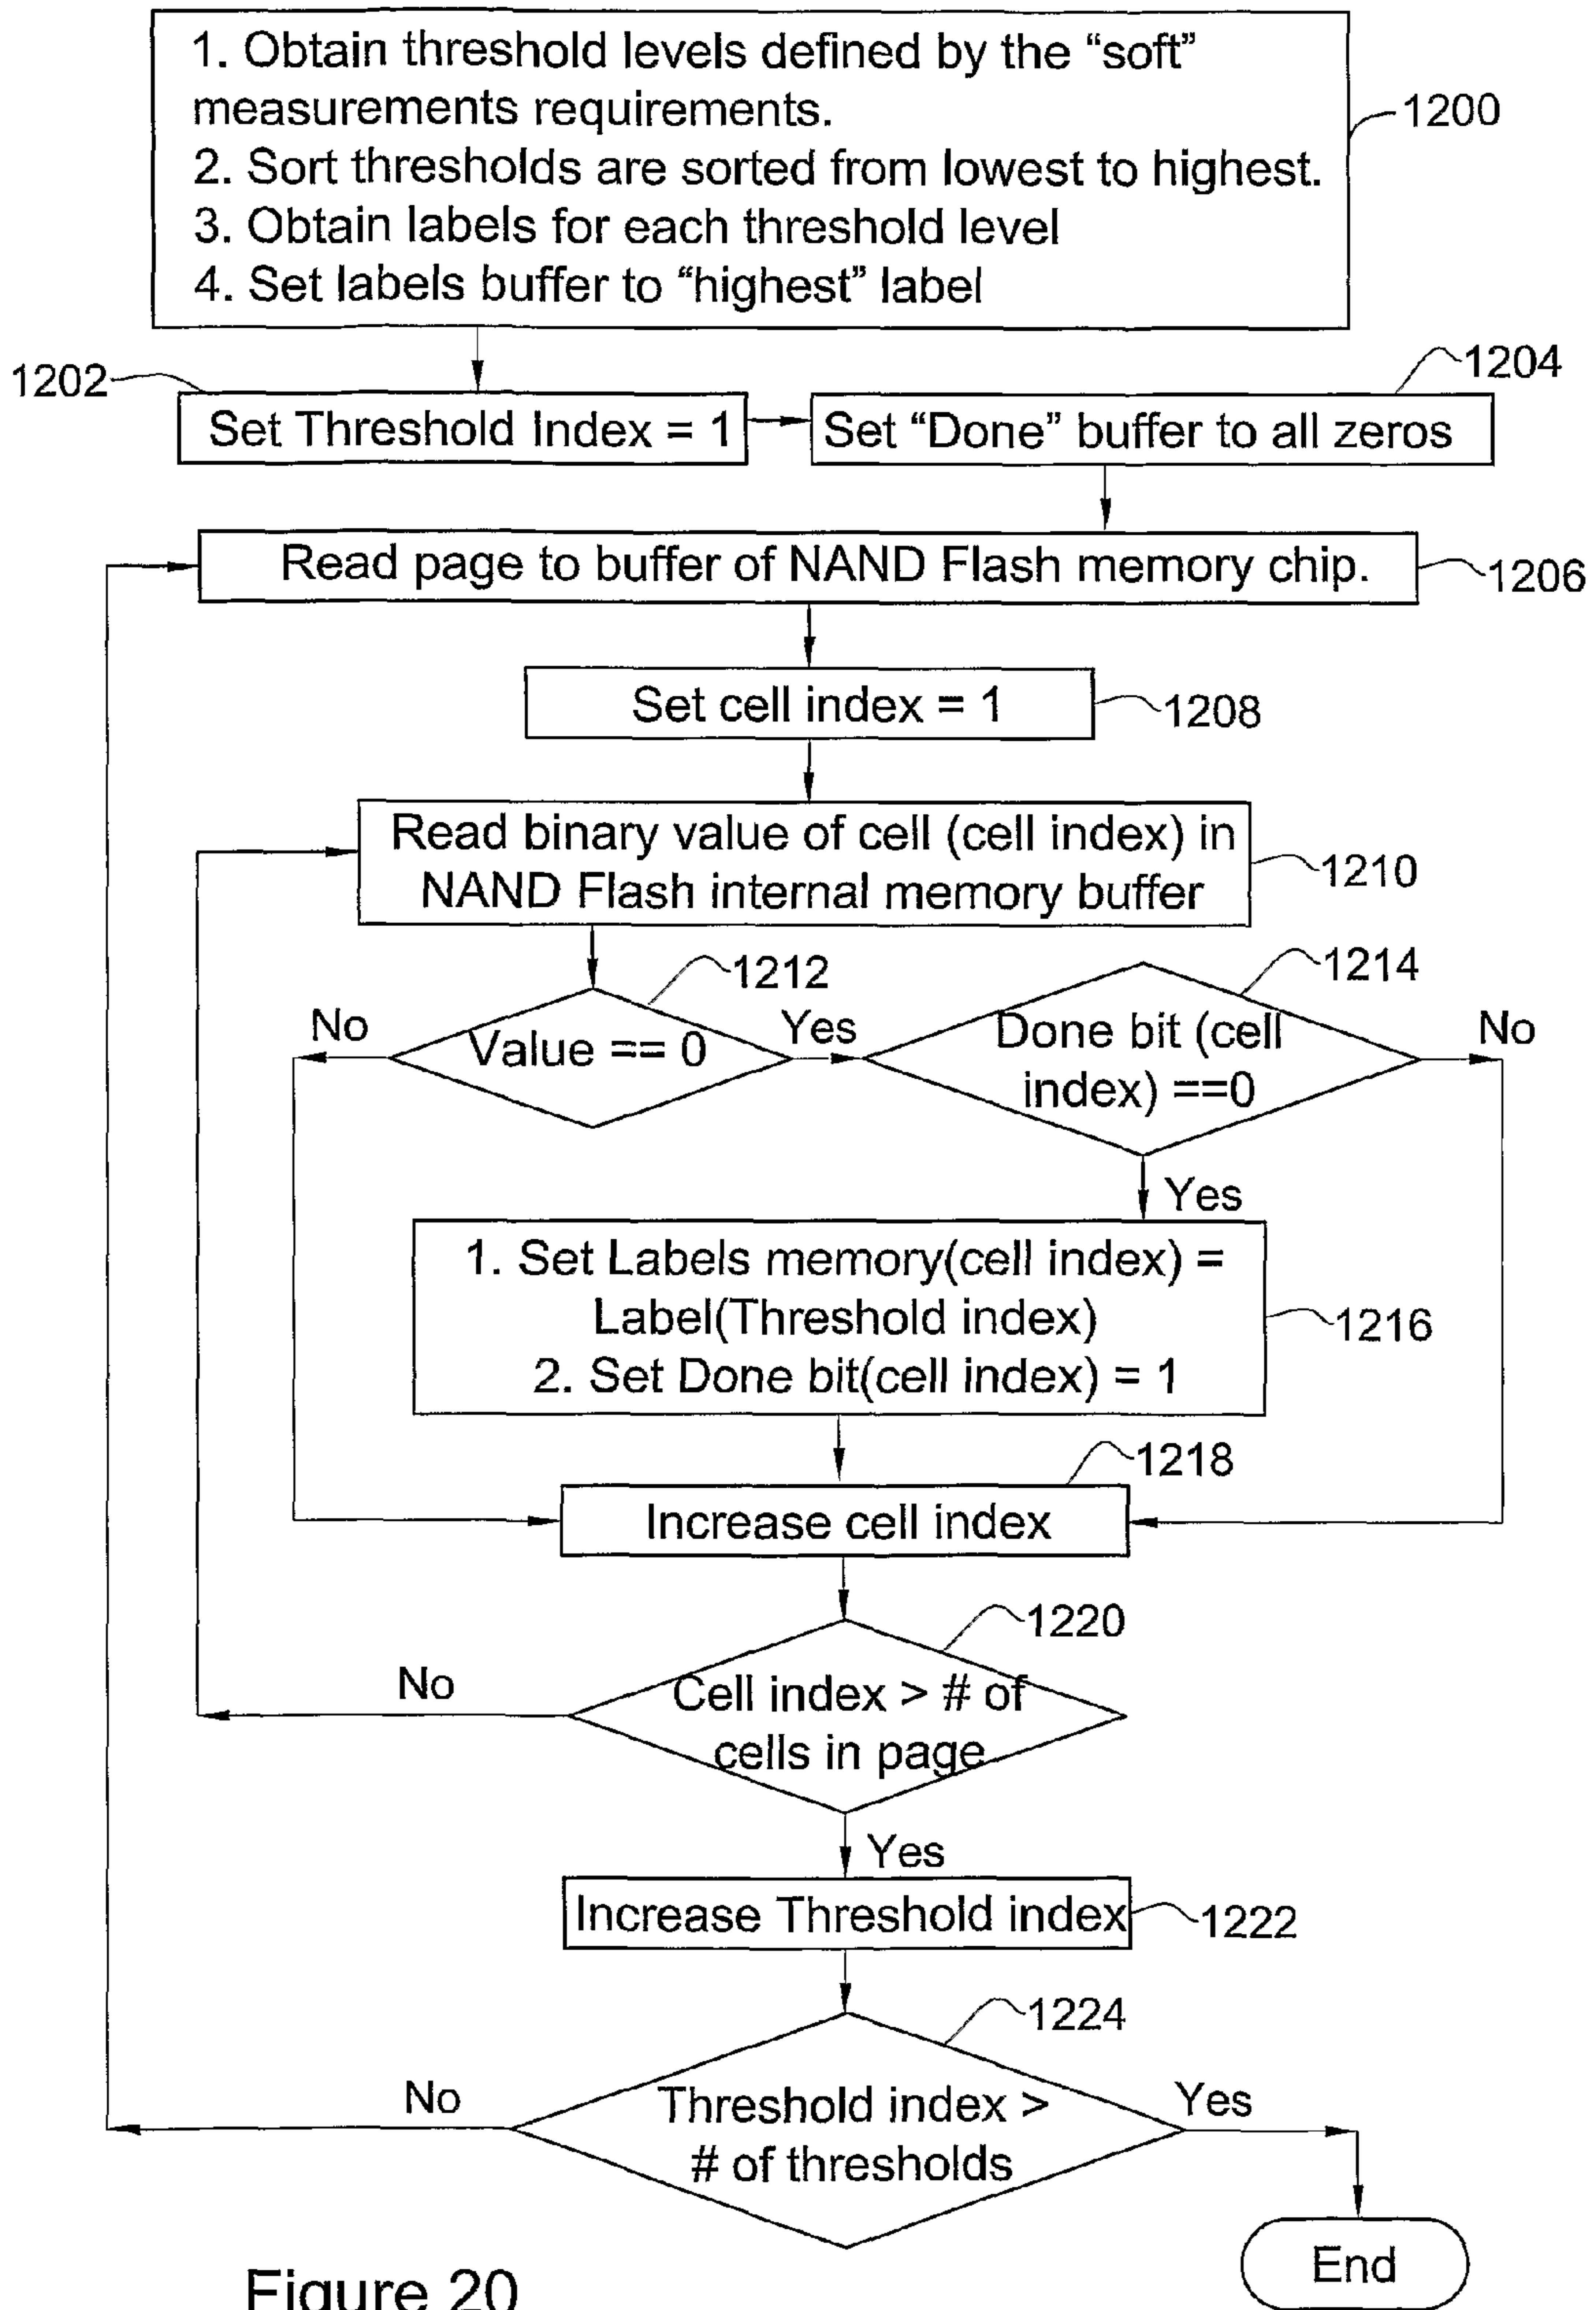 1. Obtain threshold levels defined by the “soft”
measurements requirements.
2. Sort thresholds are sorted from lowest to highest.
3. Obtain labels for each threshold level
4. Set labels buffer to “highest” label
1200
1202
Set Threshold Index = 1
1204
Set “Done” buffer to all zeros
Read page to buffer of NAND Flash memory chip.
1206
Set cell index = 1
1208
Read binary value of cell (cell index) in
NAND Flash internal memory buffer
1210
1212
No
Value == 0
Yes
1214
Done bit (cell
index) ==0
No
Yes
1. Set Labels memory(cell index) =
Label(Threshold index)
2. Set Done bit(cell index) = 1
1216
1218
Increase cell index
1220
No
Cell index > # of
cells in page
Yes
Increase Threshold index
1222
1224
No
Threshold index >
# of thresholds
Yes
End
Figure 20